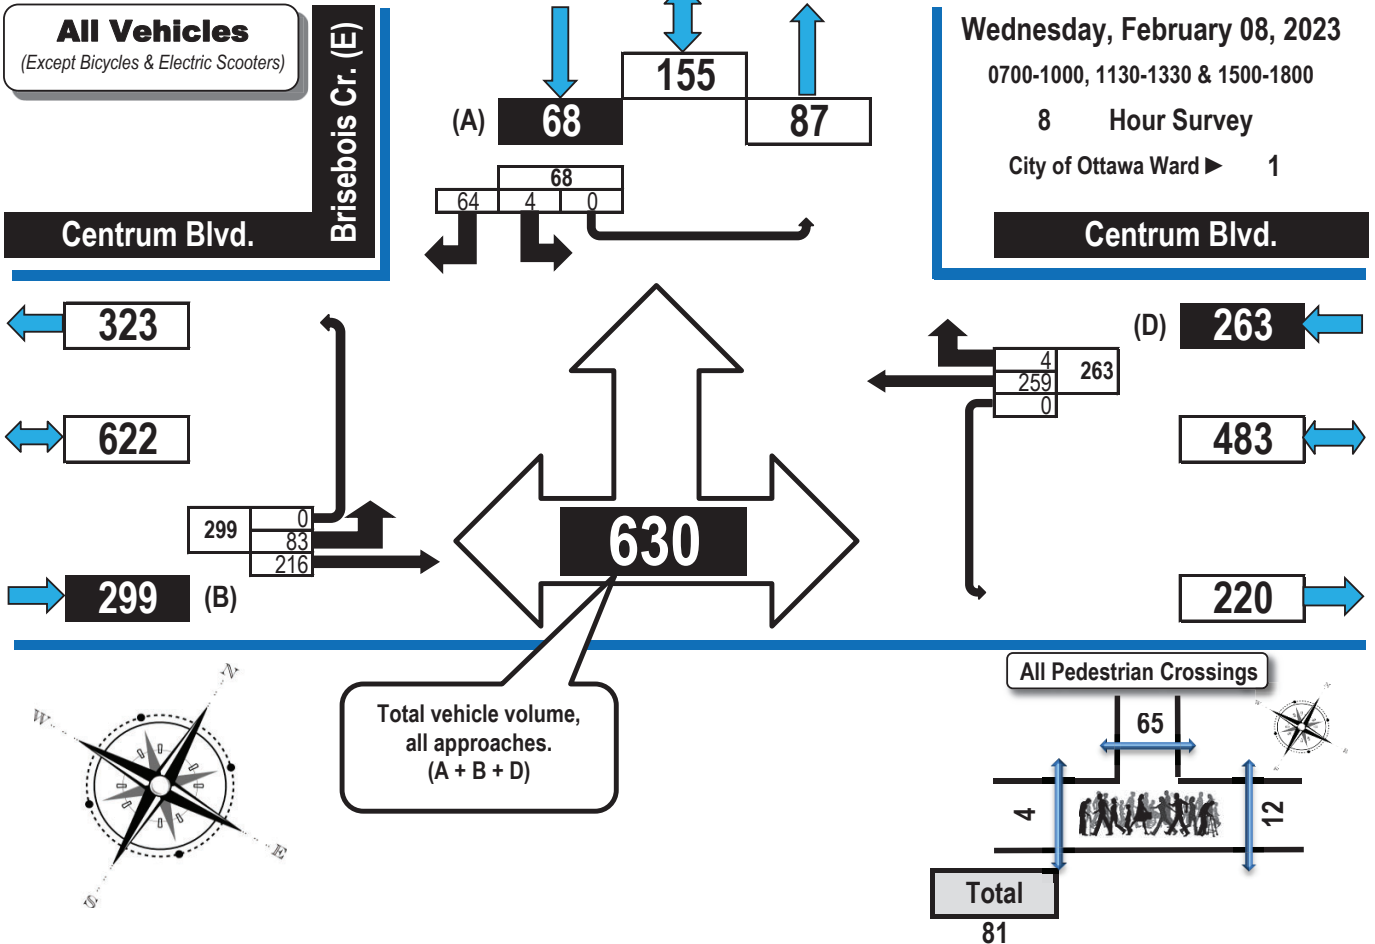 All Vehicles
(Except Bicycles & Electric Scooters)
Brisebois Cr. (E)
Centrum Blvd.
(A)
68
155
87
68
64 4 0
Wednesday, February 08, 2023
0700-1000, 1130-1330 & 1500-1800
8 Hour Survey
City of Ottawa Ward ► 1
Centrum Blvd.
323
622
299
0
83
216
299
(B)
630
(D)
263
4
259
0
263
483
220
Total vehicle volume,
all approaches.
(A + B + D)
N
W
E
S
All Pedestrian Crossings
65
4
12
Total
81